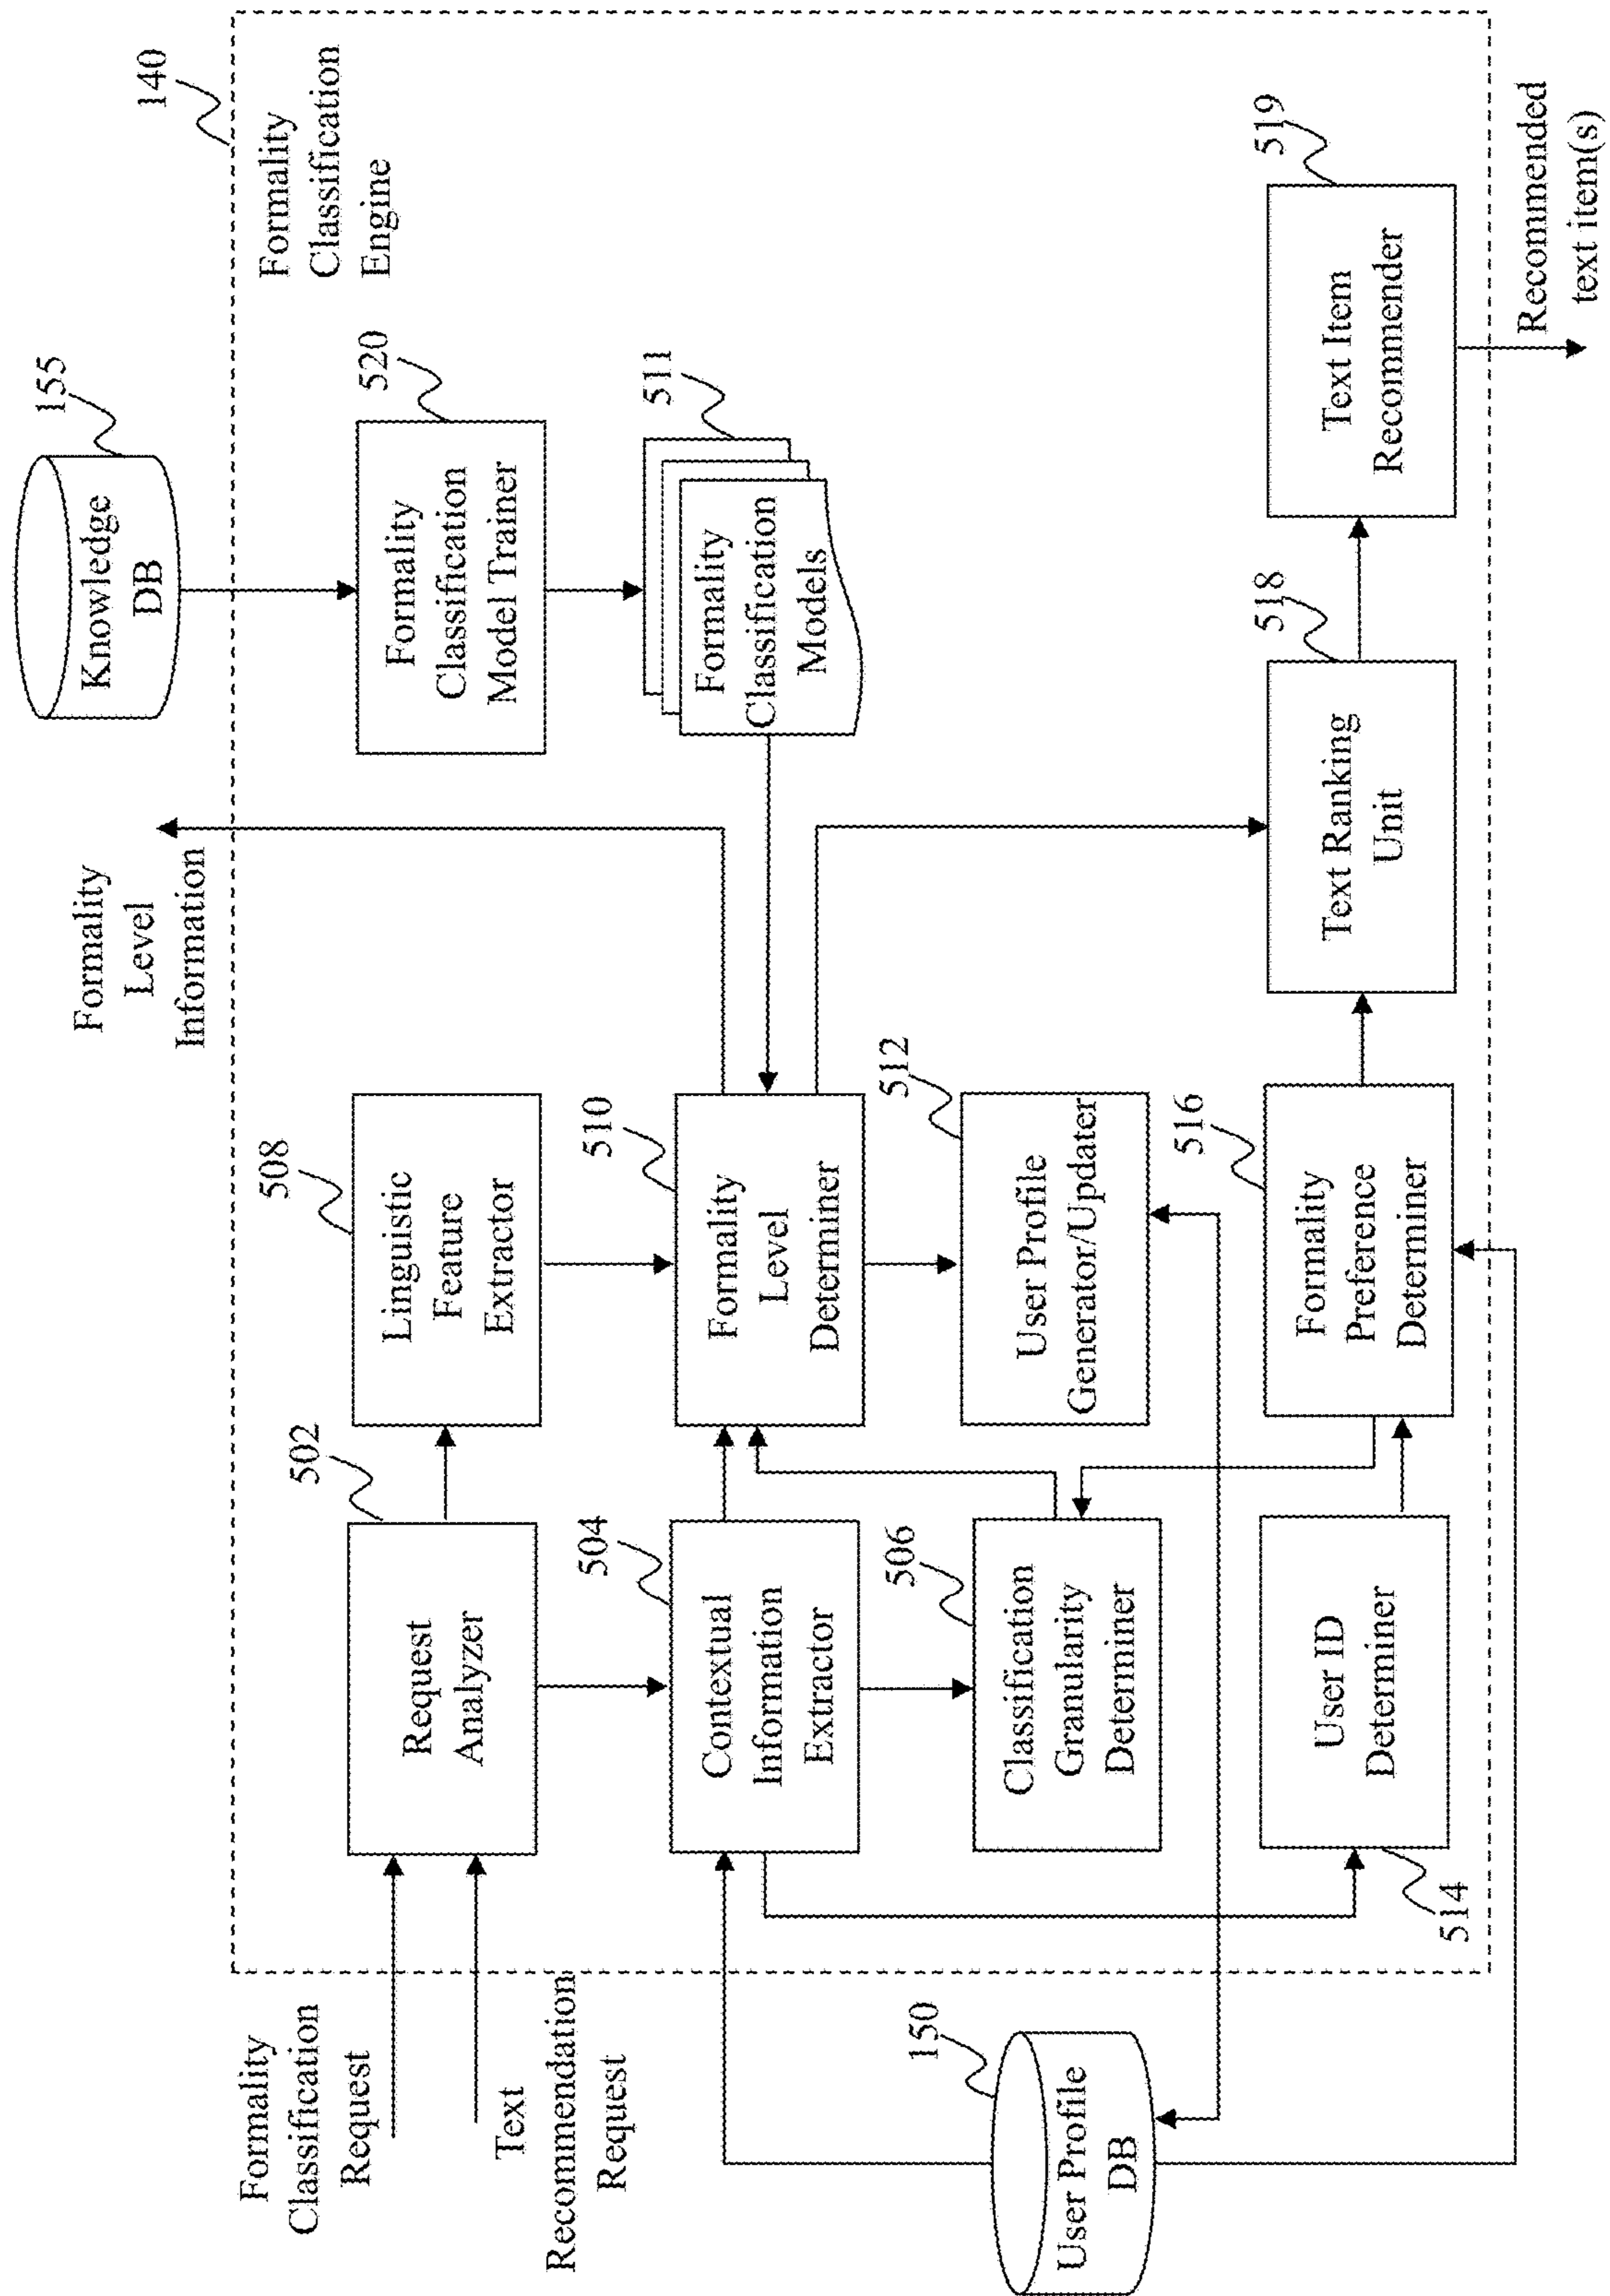 155
Knowledge
DB
140
Formality
Level
Information
Formality
Classification
Engine
Formality
Classification
Request
Text
Recommendation
Request
502
Request
Analyzer
508
Linguistic
Feature
Extractor
520
Formality
Classification
Model Trainer
504
Contextual
Information
Extractor
510
Formality
Level
Determiner
511
Formality
Classification
Models
506
Classification
Granularity
Determiner
512
User Profile
Generator/Updater
150
User Profile
DB
514
User ID
Determiner
516
Formality
Preference
Determiner
518
Text Ranking
Unit
519
Text Item
Recommender
Recommended
text item(s)